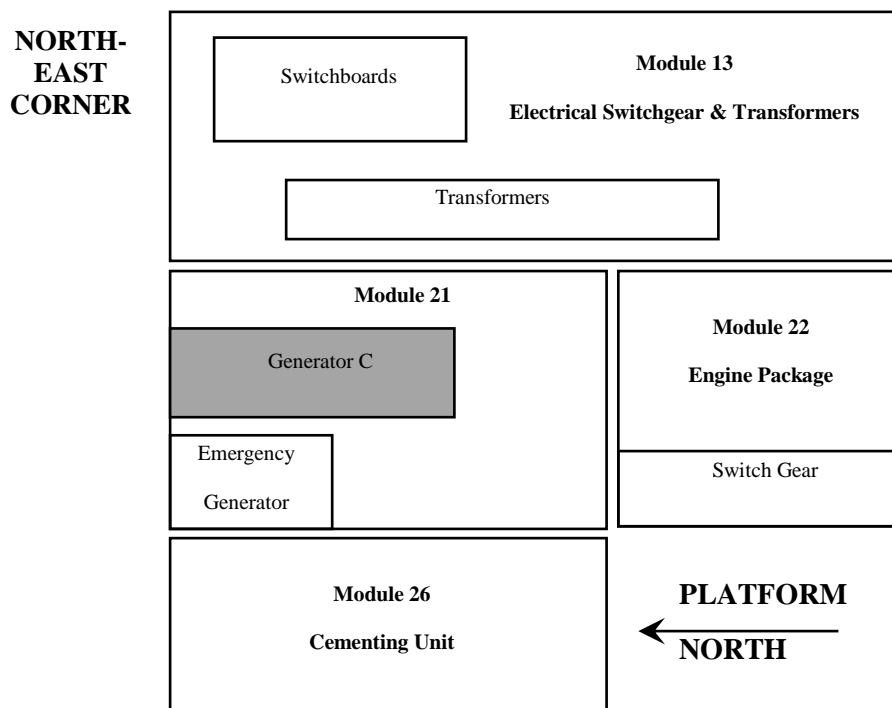 NORTH-
EAST
CORNER
Switchboards
Module 13
Electrical Switchgear & Transformers
Transformers
Module 21
Generator C
Emergency
Generator
Module 22
Engine Package
Switch Gear
Module 26
Cementing Unit
PLATFORM
NORTH